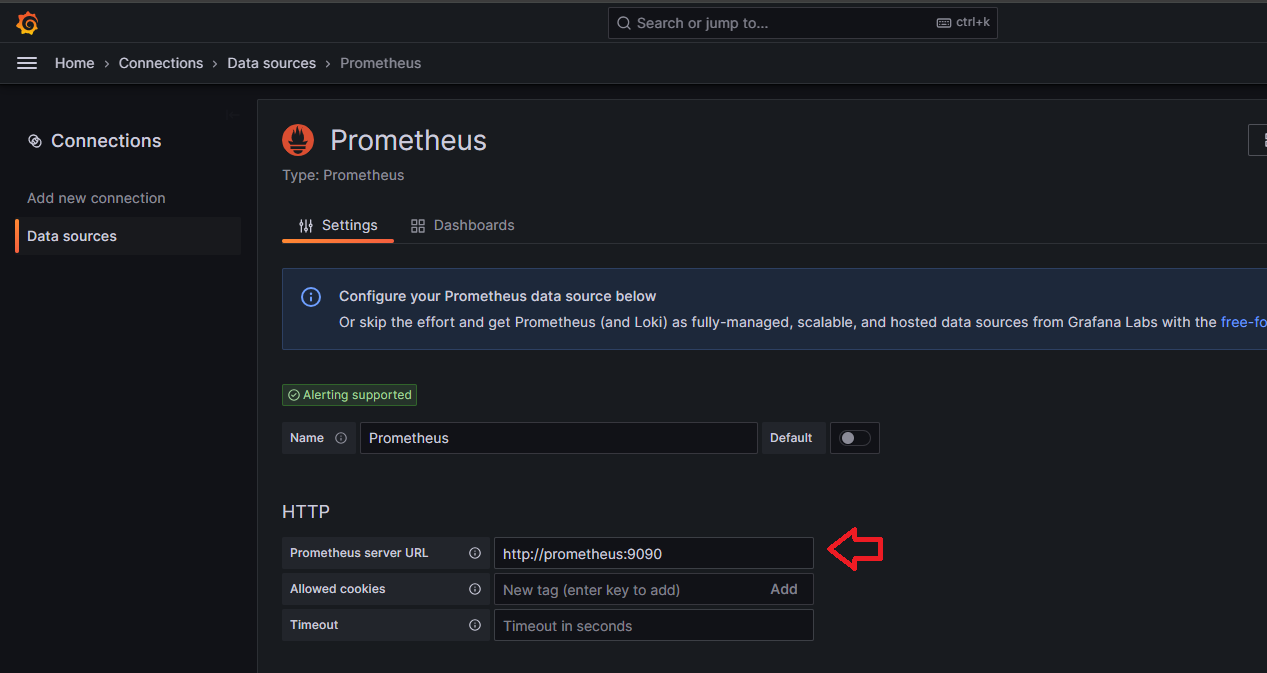 Search or jump to... ctrl+k
Home › Connections › Data sources › Prometheus
Connections
Add new connection
Data sources
Prometheus
Type: Prometheus
Settings Dashboards
Configure your Prometheus data source below
Or skip the effort and get Prometheus (and Loki) as fully-managed, scalable, and hosted data sources from Grafana Labs with the free-fo
Alerting supported
Name Prometheus Default
HTTP
Prometheus server URL http://prometheus:9090
Allowed cookies New tag (enter key to add) Add
Timeout Timeout in seconds